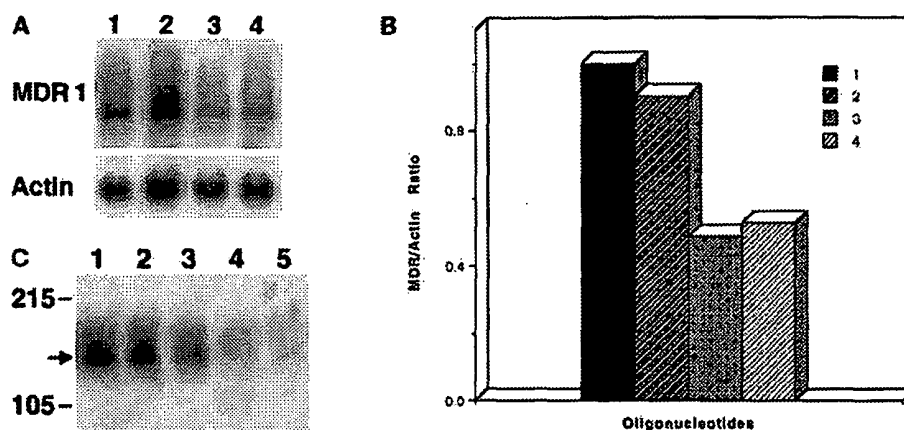 A
1 2 3 4
MDR 1
Actin
B
MDR/Actin Ratio
0.8
0.4
0.0
Oligonucleotides
1
2
3
4
C
1 2 3 4 5
215-
105-